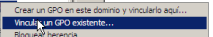 Crear un GPO en este dominio y vincularlo aquí...
Vincular un GPO existente...
Bloquear herencia